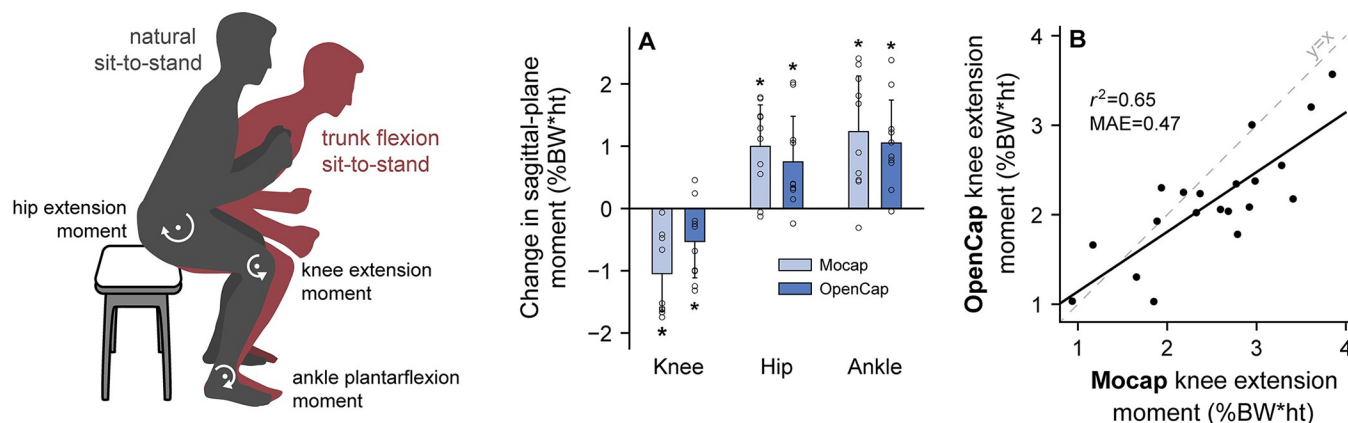 natural
sit-to-stand
trunk flexion
sit-to-stand
hip extension
moment
knee extension
moment
ankle plantarflexion
moment
A
Change in sagittal-plane
moment (%BW*ht)
2
1
0
−1
−2
*
*
*
*
*
*
Mocap
OpenCap
Knee
Hip
Ankle
B
OpenCap knee extension
moment (%BW*ht)
4
3
2
1
y=x
r²=0.65
MAE=0.47
1
2
3
4
Mocap knee extension
moment (%BW*ht)